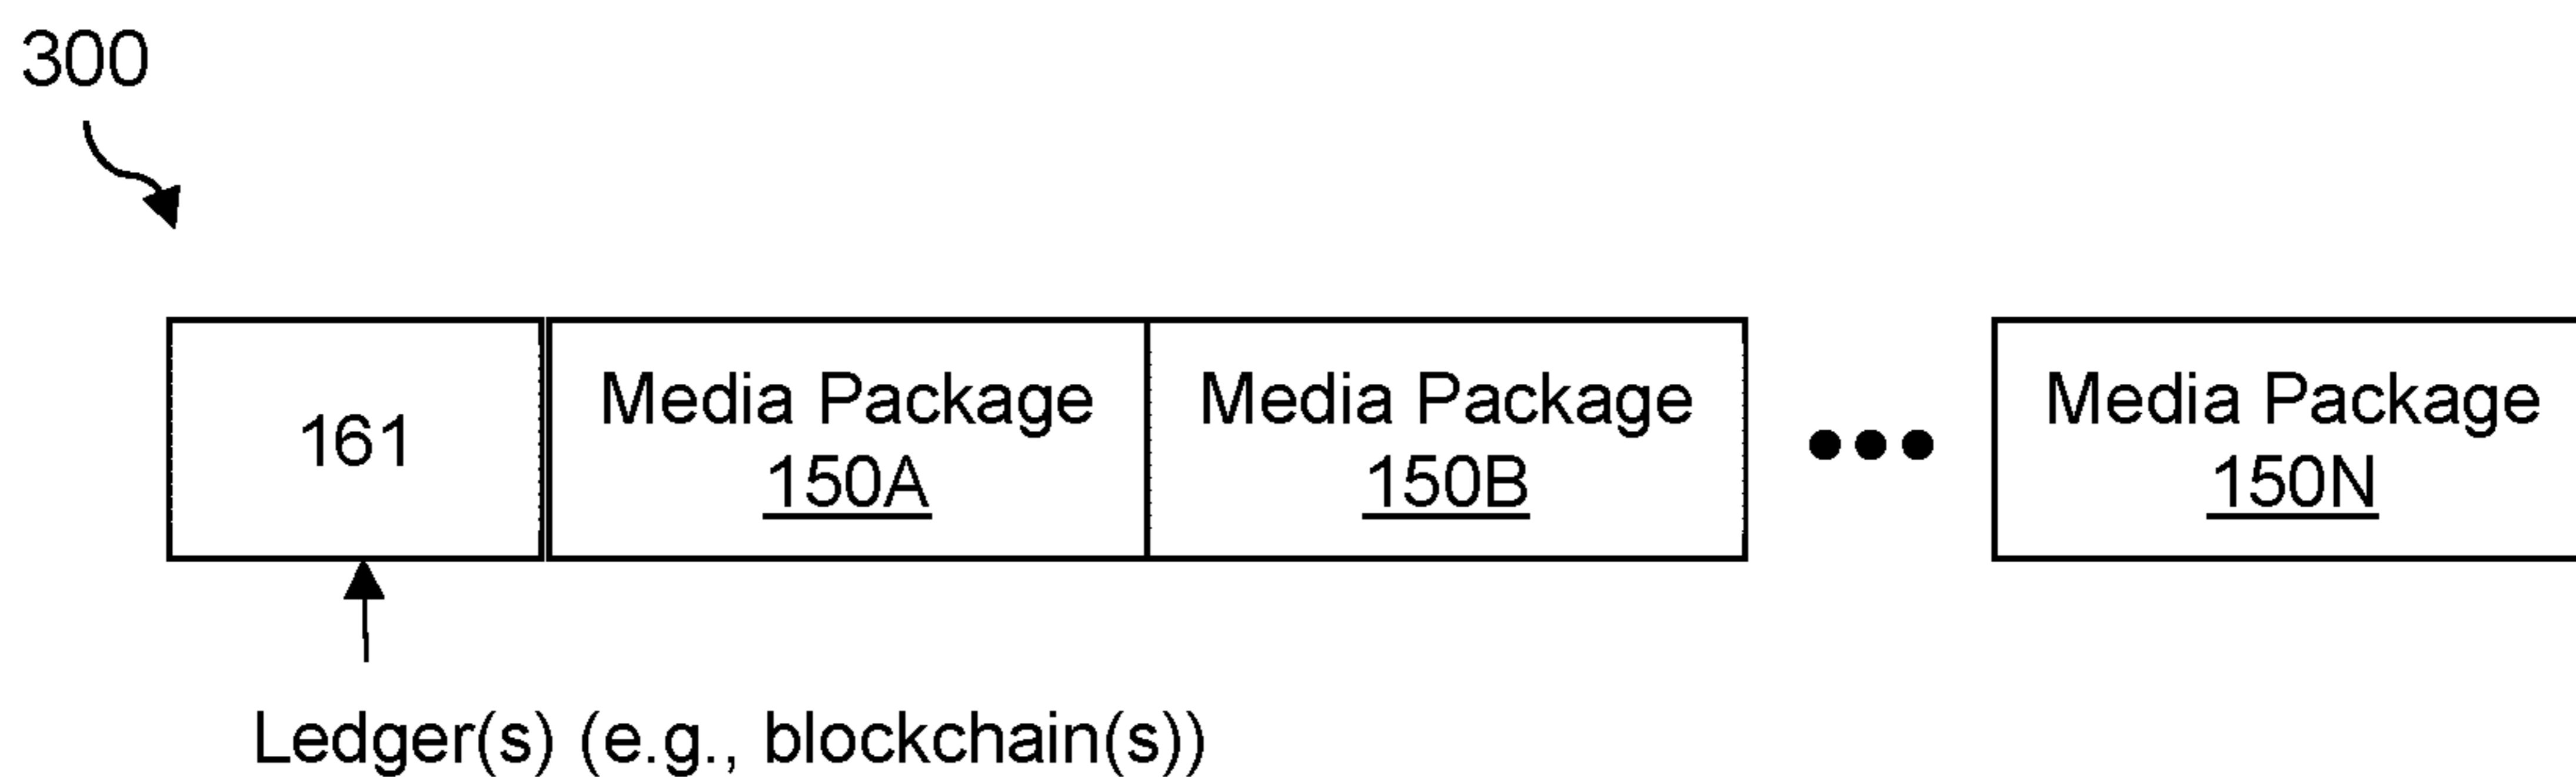 300
161
Media Package
150A
Media Package
150B
Media Package
150N
Ledger(s) (e.g., blockchain(s))